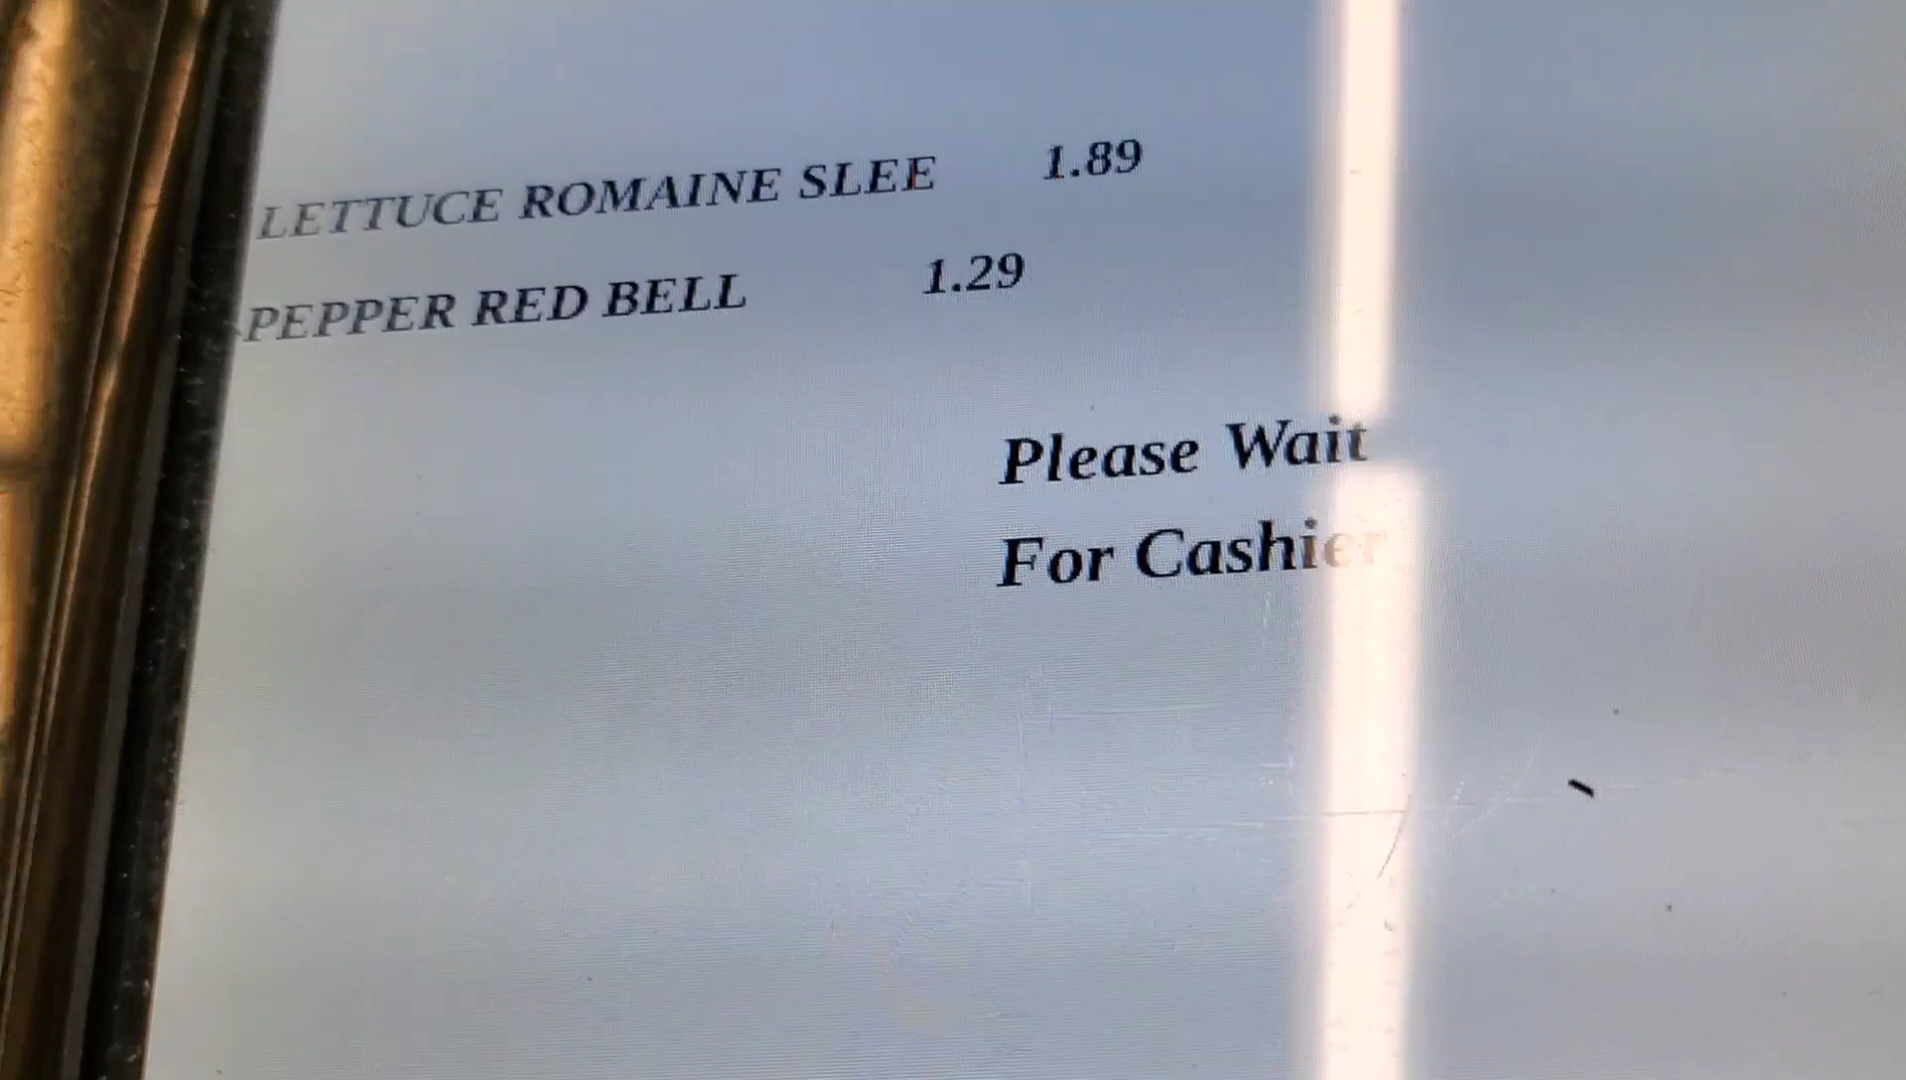 LETTUCE ROMAINE SLEE 1.89
PEPPER RED BELL 1.29
Please Wait
For Cashier